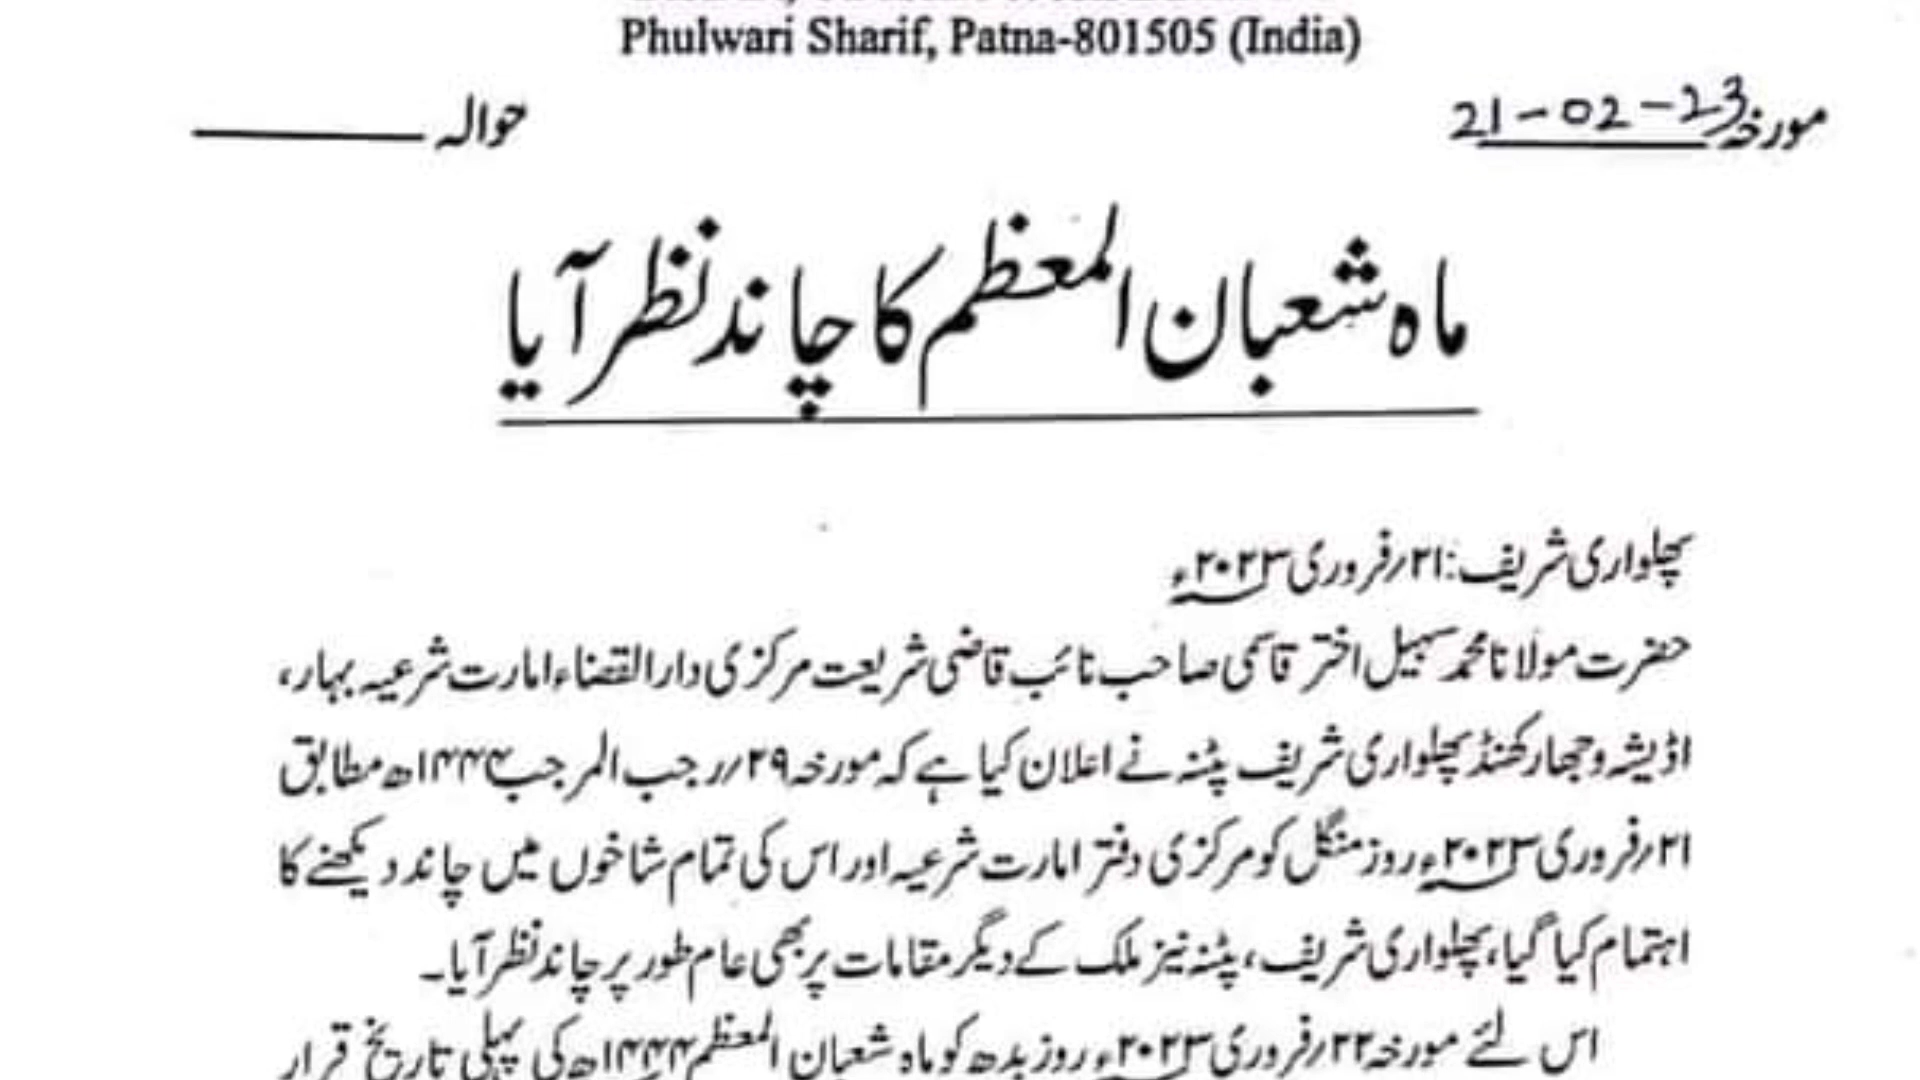 Phulwari Sharif, Patna-801505 (India)
مورخہ 21-02-23 حوالہ
ماہ شعبان المعظم کا چاند نظر آیا
پھلواری شریف: ۲۱/فروری ۲۰۲۳ء
حضرت مولانا محمد سہیل اختر قاسمی صاحب نائب قاضی شریعت مرکزی دارالقضاء امارت شرعیہ بہار،
اڈیشہ وجھارکھنڈ پھلواری شریف پٹنہ نے اعلان کیا ہے کہ مورخہ ۲۹/رجب المرجب ۱۴۴۴ھ مطابق
۲۱/فروری ۲۰۲۳ء روز منگل کو مرکزی دفتر امارت شرعیہ اور اس کی تمام شاخوں میں چاند دیکھنے کا
اہتمام کیا گیا، پھلواری شریف، پٹنہ نیز ملک کے دیگر مقامات پر بھی عام طور پر چاند نظر آیا۔
اس لئے مورخہ ۲۲/فروری ۲۰۲۳ء روز بدھ کو ماہ شعبان المعظم ۱۴۴۴ھ کی پہلی تاریخ قرار